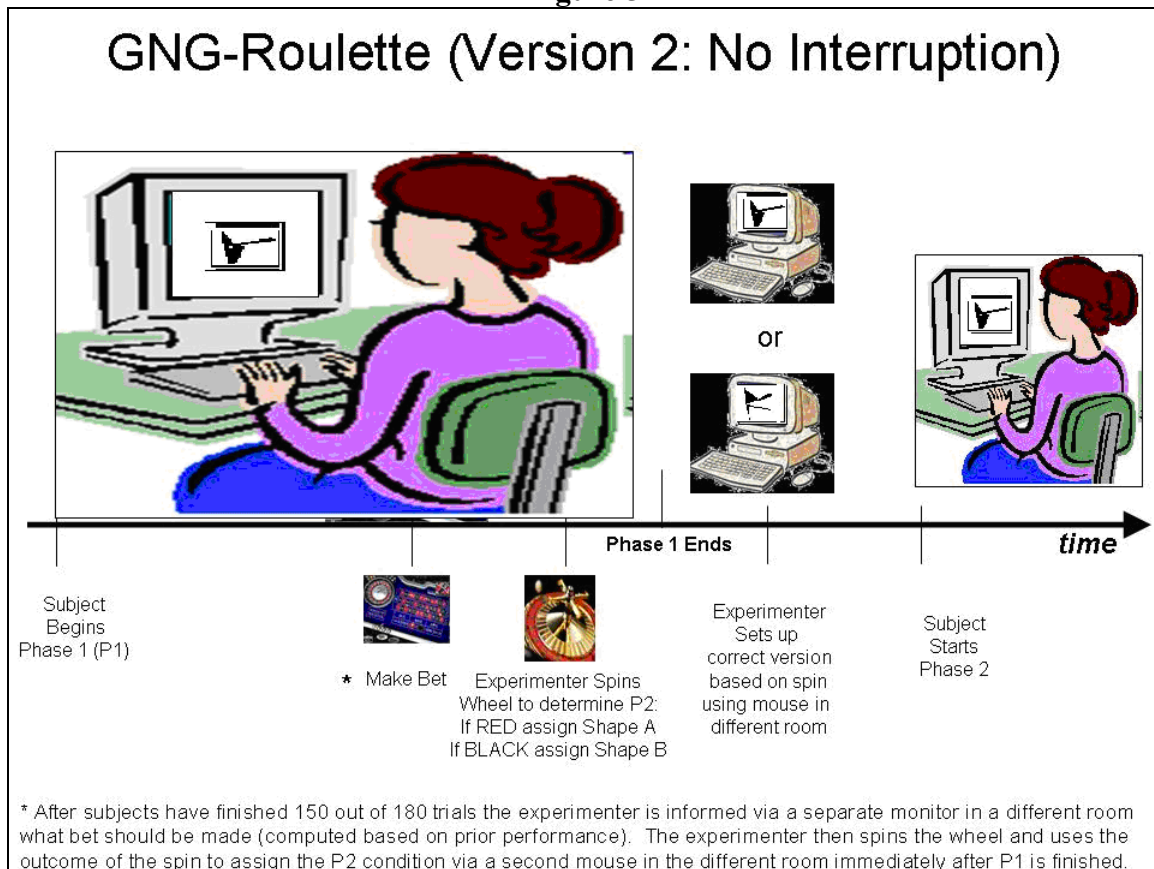 GNG-Roulette (Version 2: No Interruption)
or
Phase 1 Ends
time
Subject
Begins
Phase 1 (P1)
* Make Bet
Experimenter Spins
Wheel to determine P2:
If RED assign Shape A
If BLACK assign Shape B
Experimenter
Sets up
correct version
based on spin
using mouse in
different room
Subject
Starts
Phase 2
* After subjects have finished 150 out of 180 trials the experimenter is informed via a separate monitor in a different room
what bet should be made (computed based on prior performance). The experimenter then spins the wheel and uses the
outcome of the spin to assign the P2 condition via a second mouse in the different room immediately after P1 is finished.